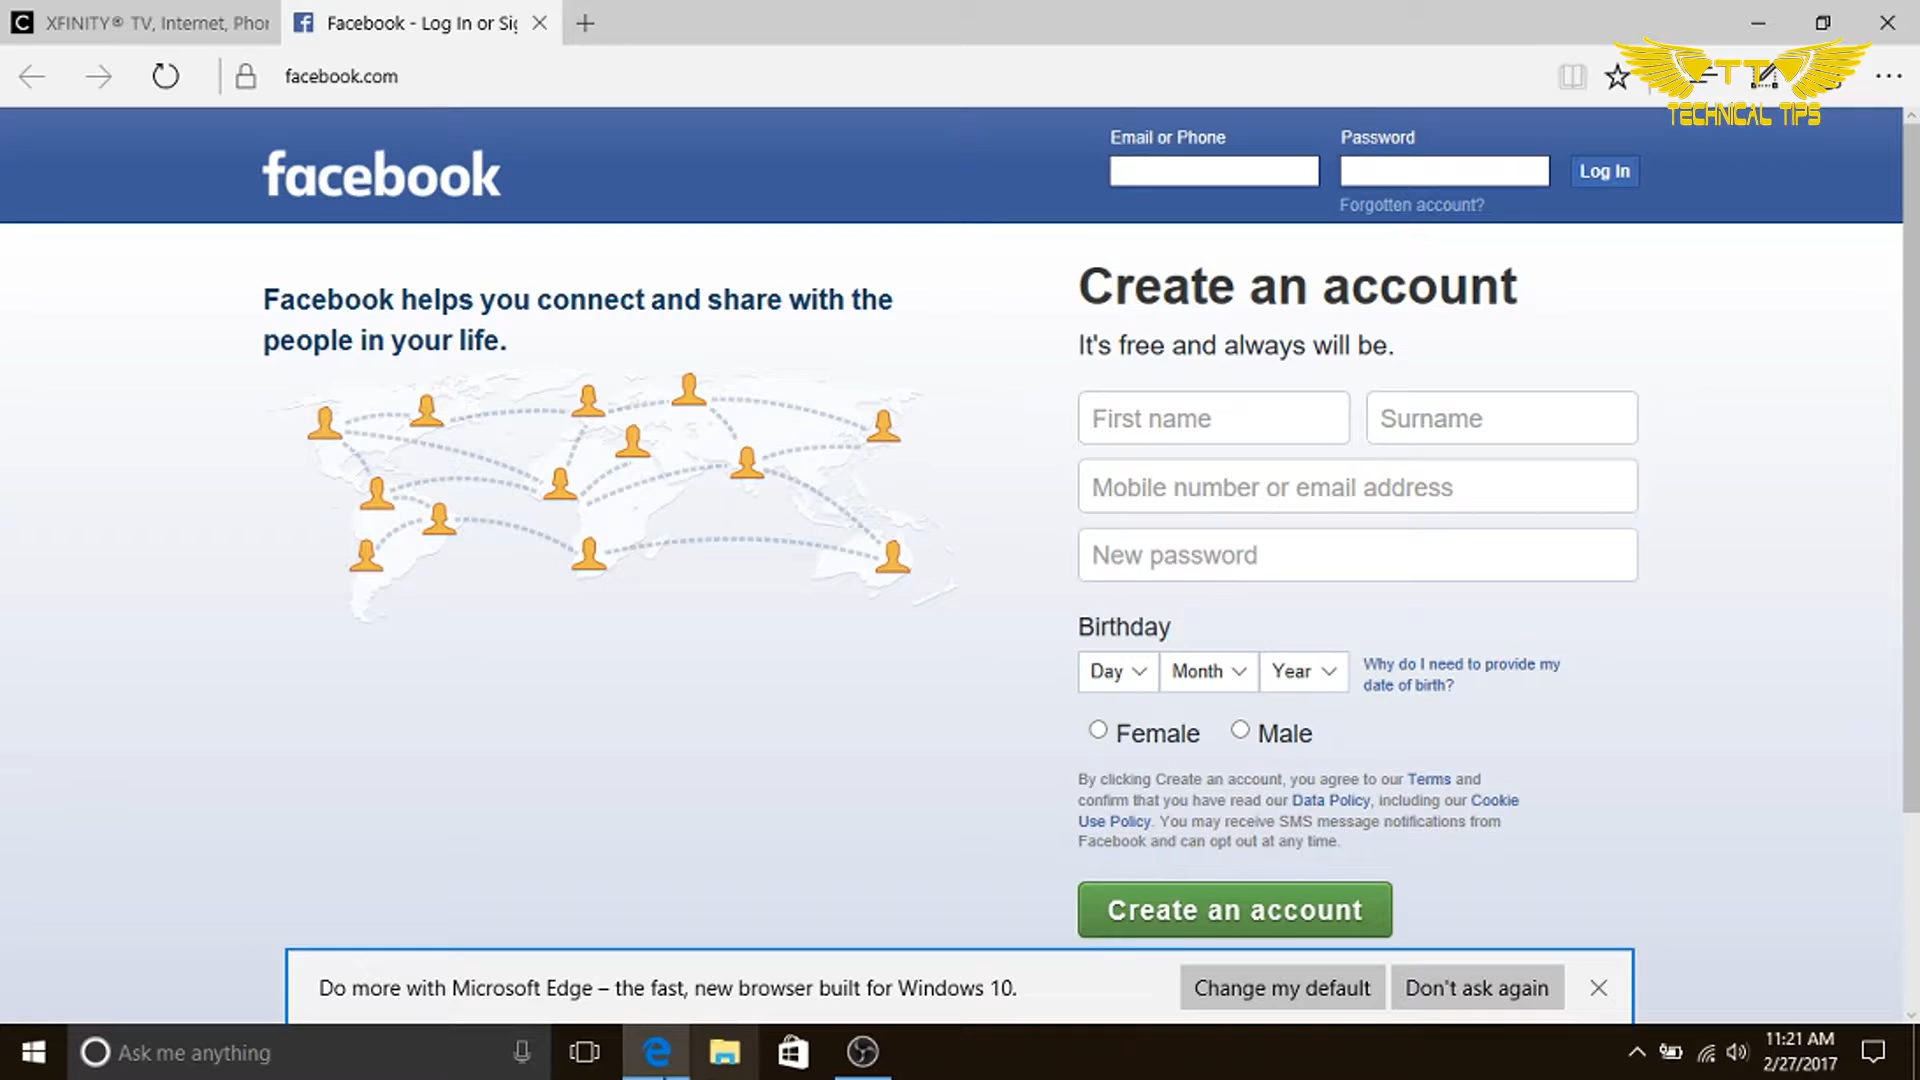 XFINITY® TV, Internet, Phor
Facebook - Log In or Sig
facebook.com
TT
TECHNICAL TIPS
facebook
Email or Phone
Password
Log In
Forgotten account?
Facebook helps you connect and share with the
people in your life.
Create an account
It's free and always will be.
First name
Surname
Mobile number or email address
New password
Birthday
Day
Month
Year
Why do I need to provide my
date of birth?
Female
Male
By clicking Create an account, you agree to our Terms and
confirm that you have read our Data Policy, including our Cookie
Use Policy. You may receive SMS message notifications from
Facebook and can opt out at any time.
Create an account
Do more with Microsoft Edge – the fast, new browser built for Windows 10.
Change my default
Don't ask again
Ask me anything
11:21 AM
2/27/2017